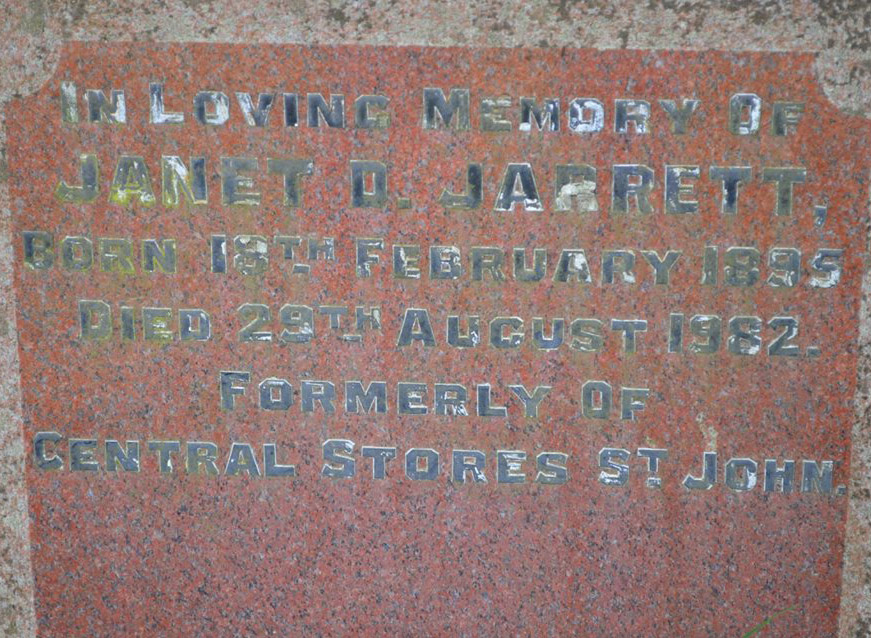 In Loving Memory Of
Janet D. Jarrett,
Born 18th February 1895
Died 29th August 1982.
Formerly Of
Central Stores St John.